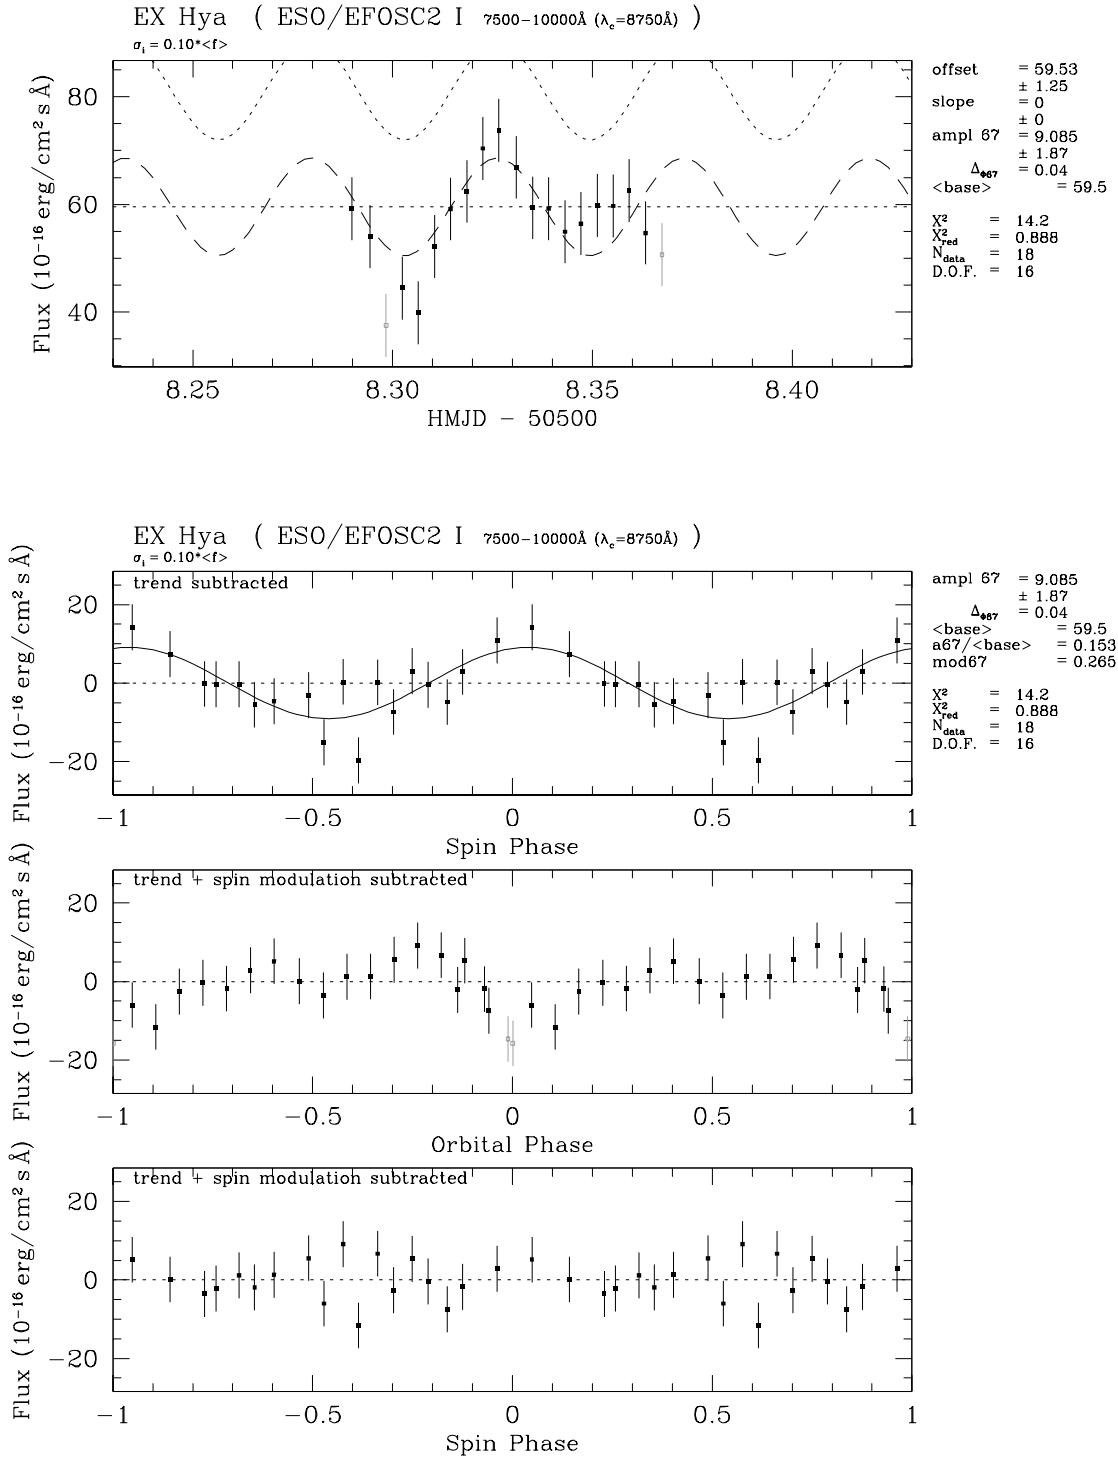 EX Hya ( ESO/EFOSC2 I 7500−10000Å (λc=8750Å) )
σi = 0.10*<f>
offset = 59.53
± 1.25
slope = 0
± 0
ampl 67 = 9.085
± 1.87
ΔΦ67 = 0.04
<base> = 59.5
X² = 14.2
X²red = 0.888
Ndata = 18
D.O.F. = 16
Flux (10−16 erg/cm² s Å)
80
60
40
8.25 8.30 8.35 8.40
HMJD − 50500
EX Hya ( ESO/EFOSC2 I 7500−10000Å (λc=8750Å) )
σi = 0.10*<f>
trend subtracted
ampl 67 = 9.085
± 1.87
ΔΦ67 = 0.04
<base> = 59.5
a67/<base> = 0.153
mod67 = 0.265
X² = 14.2
X²red = 0.888
Ndata = 18
D.O.F. = 16
Flux (10−16 erg/cm² s Å)
20
0
−20
−1 −0.5 0 0.5 1
Spin Phase
trend + spin modulation subtracted
Flux (10−16 erg/cm² s Å)
20
0
−20
−1 −0.5 0 0.5 1
Orbital Phase
trend + spin modulation subtracted
Flux (10−16 erg/cm² s Å)
20
0
−20
−1 −0.5 0 0.5 1
Spin Phase